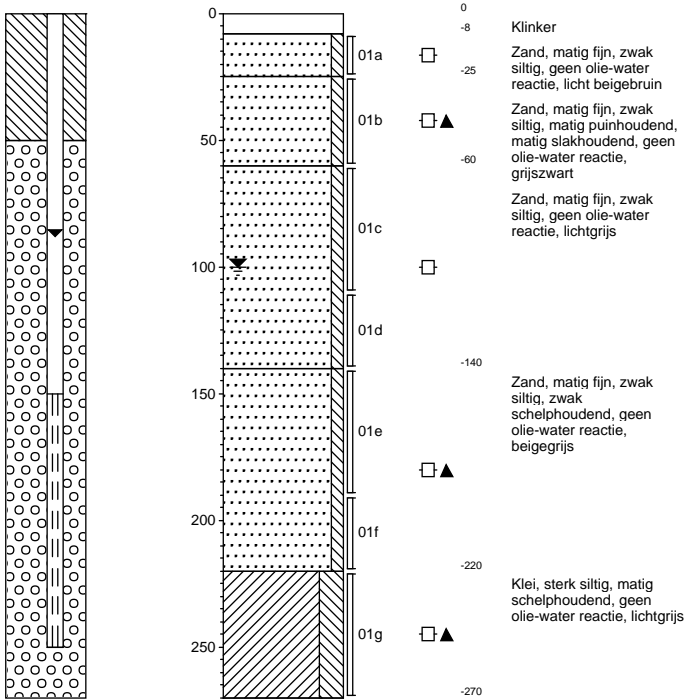 0
50
100
150
200
250
01a
01b
01c
01d
01e
01f
01g
0
-8
-25
-60
-140
-220
-270
Klinker
Zand, matig fijn, zwak
siltig, geen olie-water
reactie, licht beigebruin
Zand, matig fijn, zwak
siltig, matig puinhoudend,
matig slakhoudend, geen
olie-water reactie,
grijszwart
Zand, matig fijn, zwak
siltig, geen olie-water
reactie, lichtgrijs
Zand, matig fijn, zwak
siltig, zwak
schelphoudend, geen
olie-water reactie,
beigegrijs
Klei, sterk siltig, matig
schelphoudend, geen
olie-water reactie, lichtgrijs